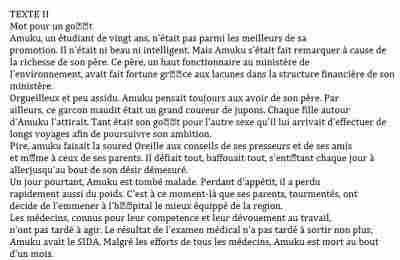 TEXTE II
Mot pour un go⍰⍰t
Amuku, un étudiant de vingt ans, n'était pas parmi les meilleurs de sa
promotion. Il n'était ni beau ni intelligent. Mais Amuku s'était fait remarquer à cause de
la richesse de son père. Ce père, un haut fonctionnaire au ministère de
l'environnement, avait fait fortune gr⍰⍰ce aux lacunes dans la structure financière de son
ministère.
Orgueilleux et peu assidu. Amuku pensait toujours aux avoir de son père. Par
ailleurs, ce garcon maudit était un grand coureur de jupons. Chaque fille autour
d'Amuku l'attirait. Tant était son go⍰⍰t pour l'autre sexe qu'il lui arrivait d'effectuer de
longs voyages afin de poursuivre son ambition.
Pire, amuku faisait la soured Oreille aux conseils de ses presseurs et de ses amis
et m⍰me à ceux de ses parents. Il défiait tout, baffouait tout, s'ent⍰tant chaque jour à
allerjusqu'au bout de son désir démesuré.
Un jour pourtant, Amuku est tombé malade. Perdant d'appétit, il a perdu
rapidement aussi du poids. C'est à ce moment-là que ses parents, tourmentés, ont
decide de l'emmener à l'h⍰⍰pital le mieux équippé de la région.
Les médecins, connus pour leur competence et leur dévouement au travail,
n'ont pas tardé à agir. Le résultat de l'examen médical n'a pas tardé à sortir non plus;
Amuku avait le SIDA. Malgré les efforts de tous les médecins, Amuku est mort au bout
d'un mois.